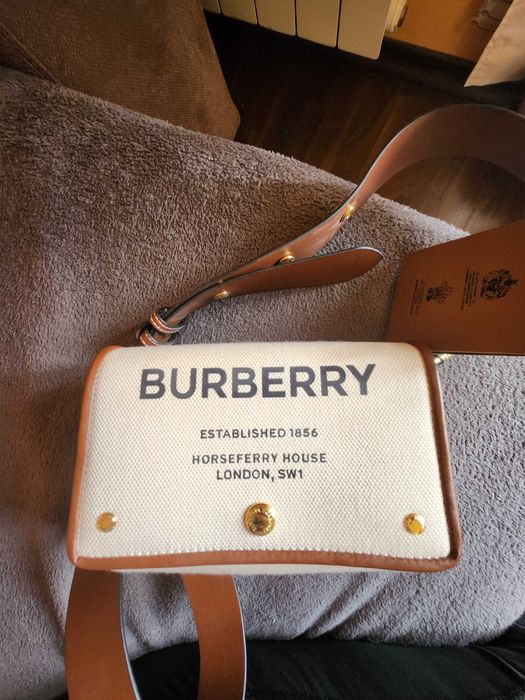 BURBERRY
ESTABLISHED 1856
HORSEFERRY HOUSE
LONDON, SW1